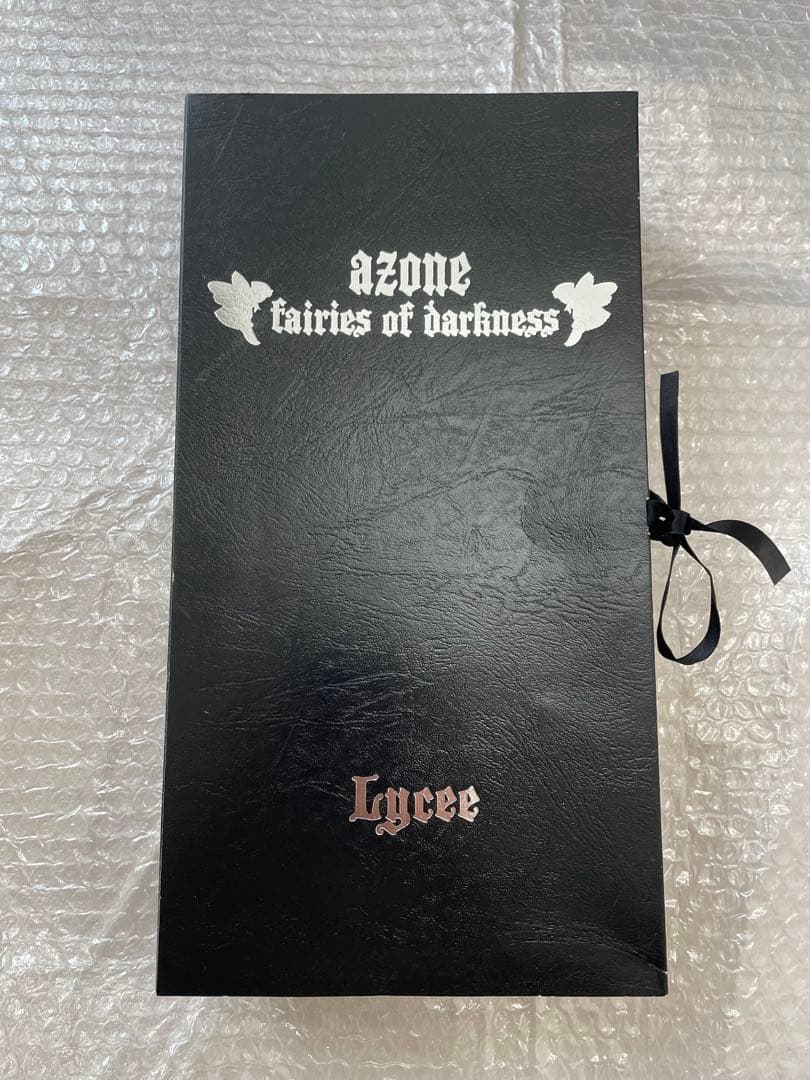 azone
fairies of darkness
Lycee